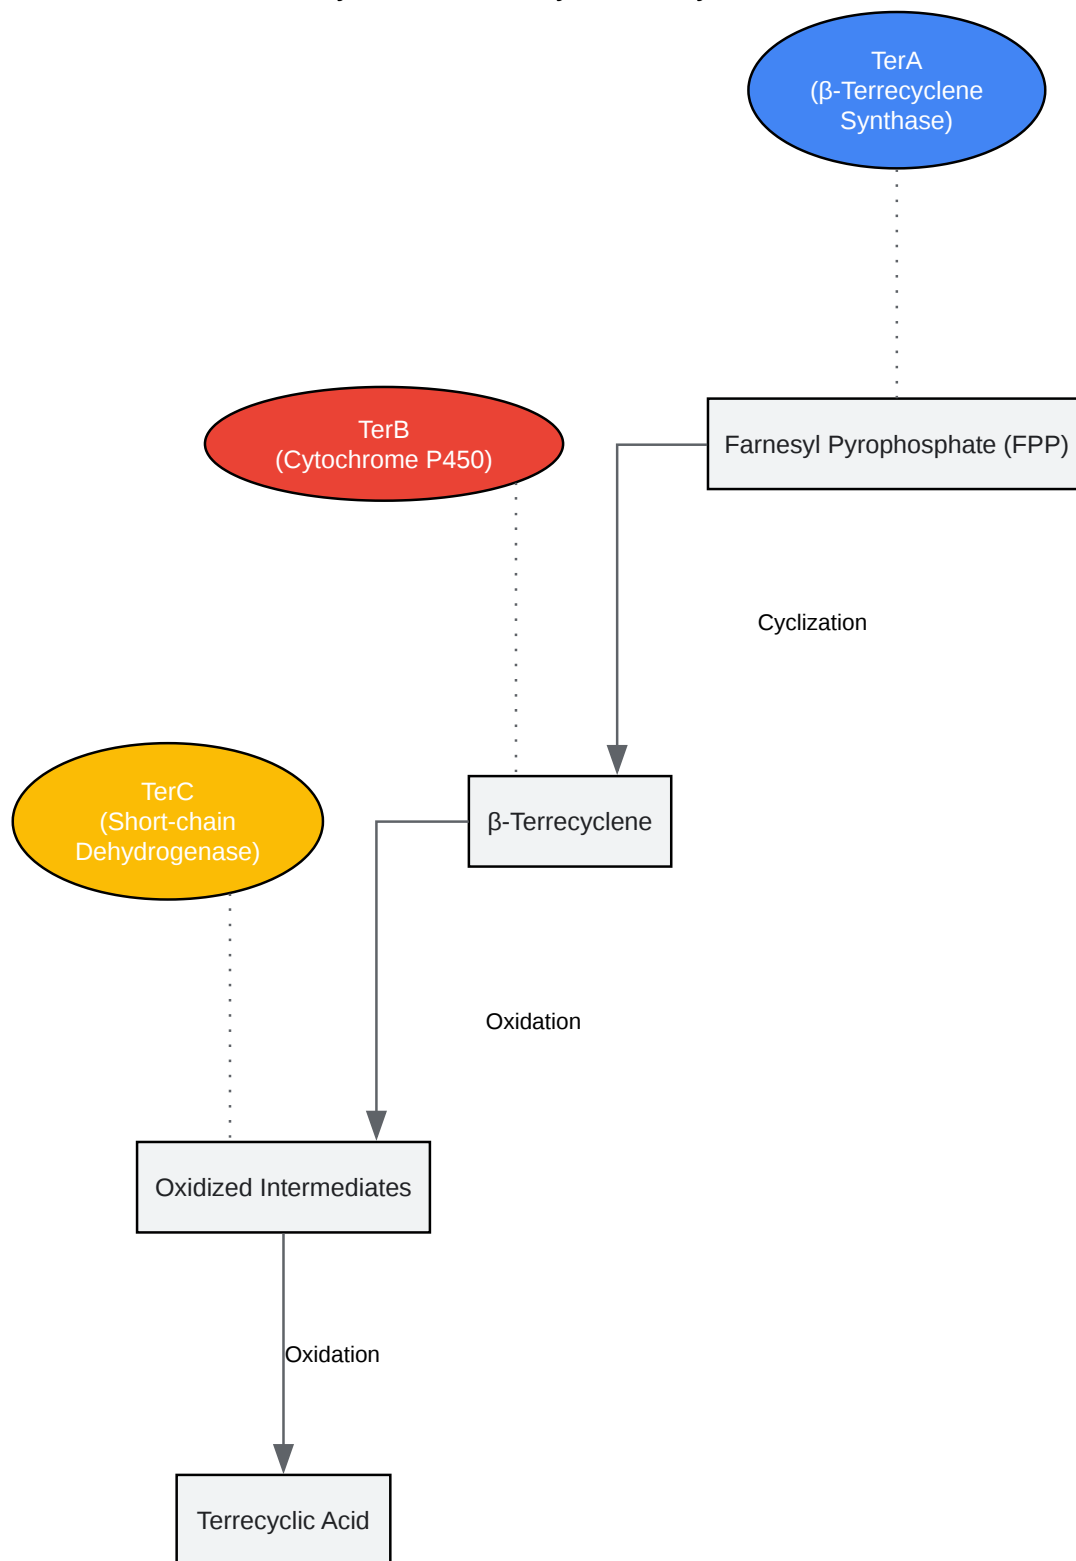 TerA
(β-Terrecyclene
Synthase)
TerB
(Cytochrome P450)
Farnesyl Pyrophosphate (FPP)
Cyclization
TerC
(Short-chain
Dehydrogenase)
β-Terrecyclene
Oxidation
Oxidized Intermediates
Oxidation
Terrecyclic Acid